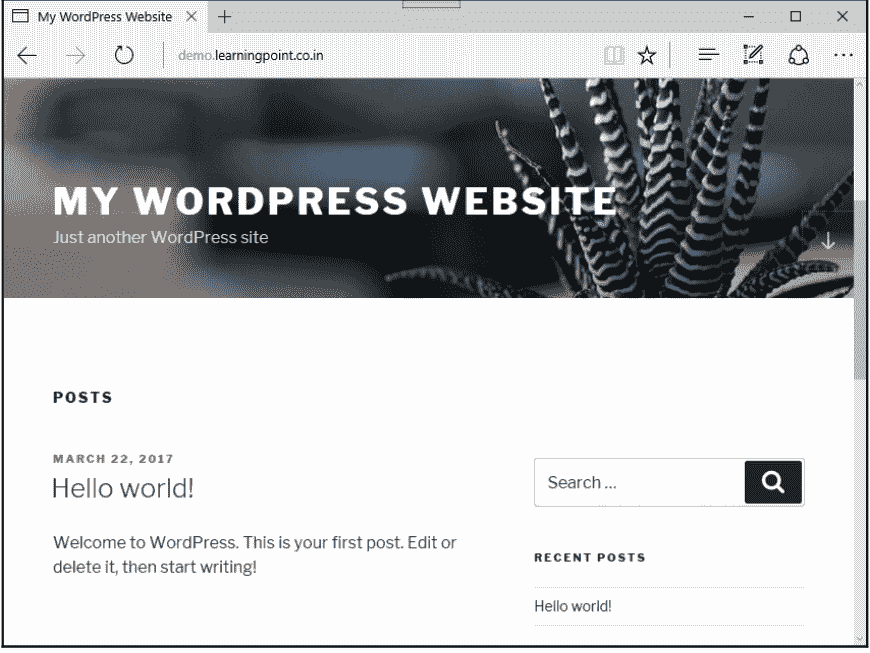 My WordPress Website
demo.learningpoint.co.in
MY WORDPRESS WEBSITE
Just another WordPress site
POSTS
MARCH 22, 2017
Hello world!
Welcome to WordPress. This is your first post. Edit or
delete it, then start writing!
Search ...
RECENT POSTS
Hello world!